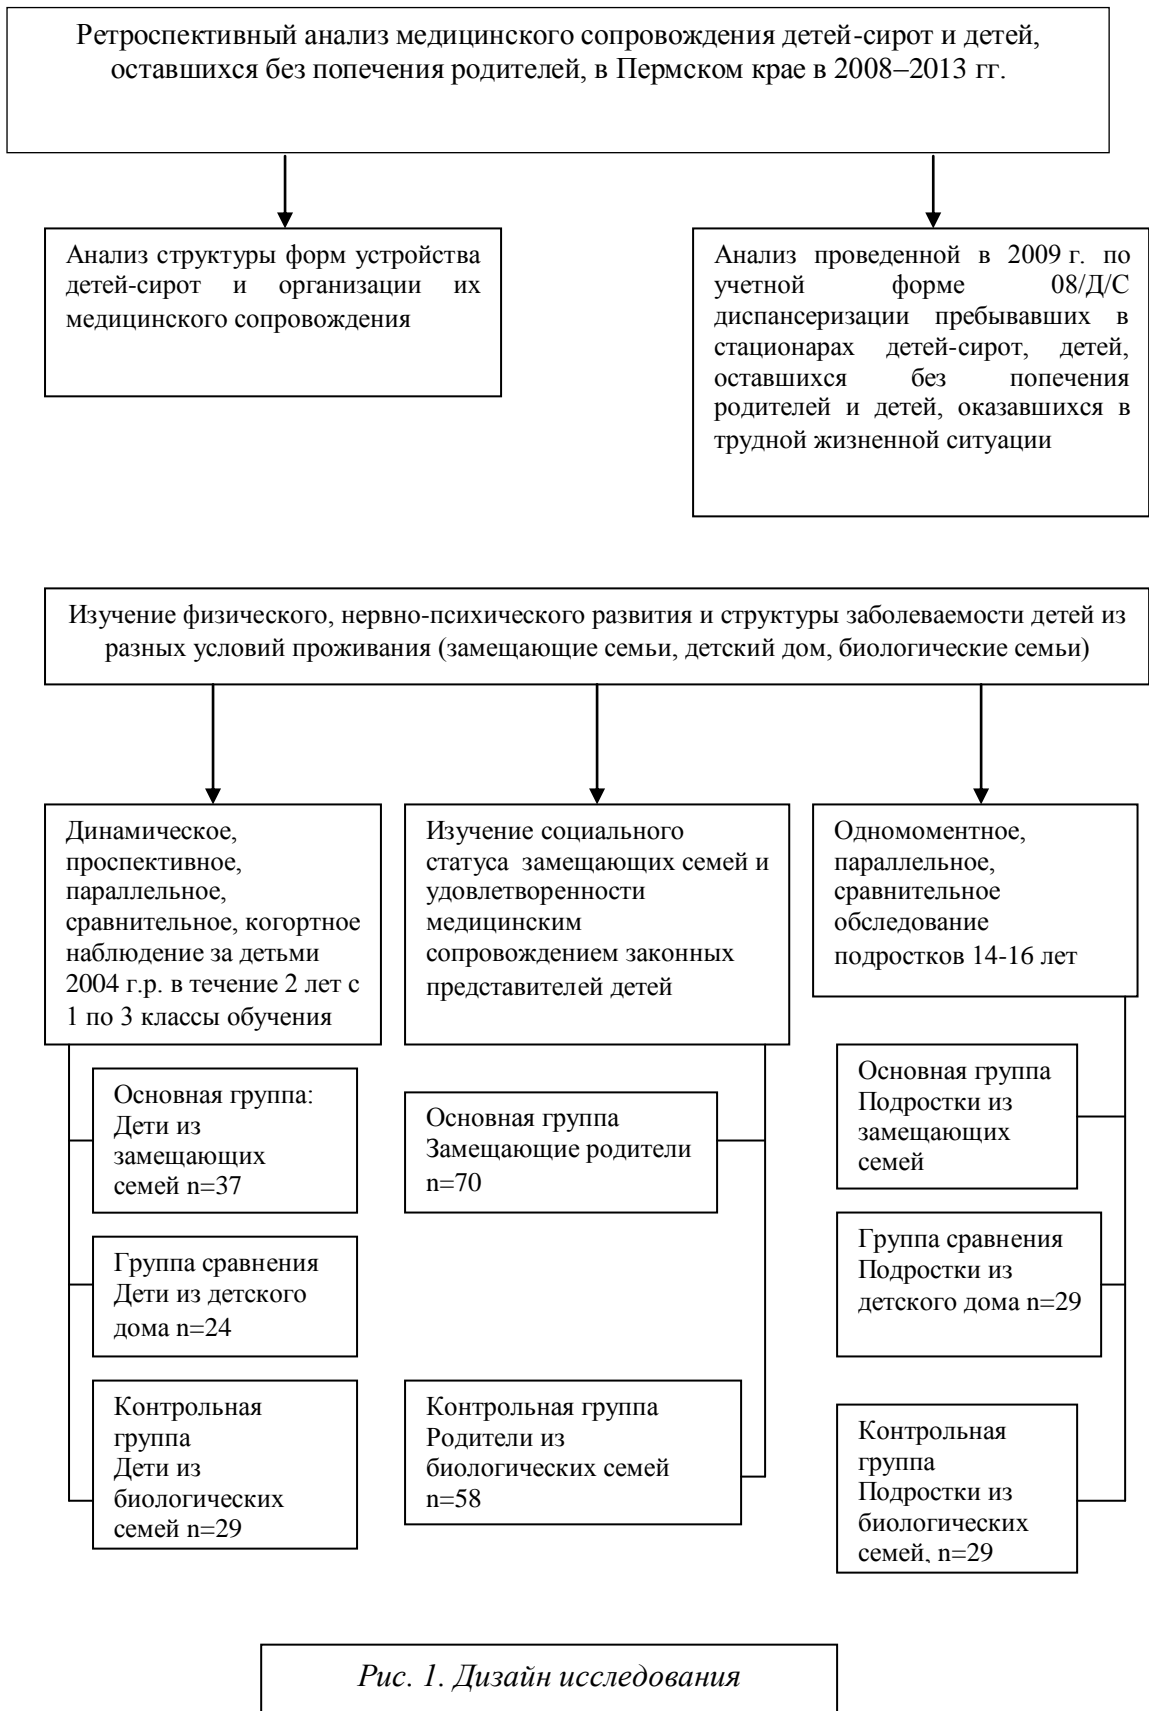 Ретроспективный анализ медицинского сопровождения детей-сирот и детей,
оставшихся без попечения родителей, в Пермском крае в 2008–2013 гг.
Анализ структуры форм устройства
детей-сирот и организации их
медицинского сопровождения
Анализ проведенной в 2009 г. по
учетной форме 08/Д/С
диспансеризации пребывавших в
стационарах детей-сирот, детей,
оставшихся без попечения
родителей и детей, оказавшихся в
трудной жизненной ситуации
Изучение физического, нервно-психического развития и структуры заболеваемости детей из
разных условий проживания (замещающие семьи, детский дом, биологические семьи)
Динамическое,
проспективное,
параллельное,
сравнительное, когортное
наблюдение за детьми
2004 г.р. в течение 2 лет с
1 по 3 классы обучения
Основная группа:
Дети из
замещающих
семей n=37
Группа сравнения
Дети из детского
дома n=24
Контрольная
группа
Дети из
биологических
семей n=29
Изучение социального
статуса замещающих семей и
удовлетворенности
медицинским
сопровождением законных
представителей детей
Основная группа
Замещающие родители
n=70
Контрольная группа
Родители из
биологических семей
n=58
Одномоментное,
параллельное,
сравнительное
обследование
подростков 14-16 лет
Основная группа
Подростки из
замещающих
семей
Группа сравнения
Подростки из
детского дома n=29
Контрольная
группа
Подростки из
биологических
семей, n=29
Рис. 1. Дизайн исследования